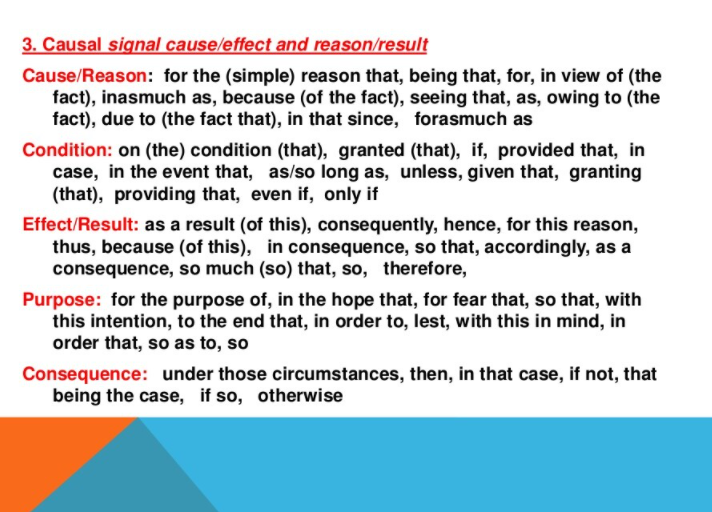 3. Causal signal cause/effect and reason/result
Cause/Reason: for the (simple) reason that, being that, for, in view of (the
fact), inasmuch as, because (of the fact), seeing that, as, owing to (the
fact), due to (the fact that), in that since, forasmuch as
Condition: on (the) condition (that), granted (that), if, provided that, in
case, in the event that, as/so long as, unless, given that, granting
(that), providing that, even if, only if
Effect/Result: as a result (of this), consequently, hence, for this reason,
thus, because (of this), in consequence, so that, accordingly, as a
consequence, so much (so) that, so, therefore,
Purpose: for the purpose of, in the hope that, for fear that, so that, with
this intention, to the end that, in order to, lest, with this in mind, in
order that, so as to, so
Consequence: under those circumstances, then, in that case, if not, that
being the case, if so, otherwise